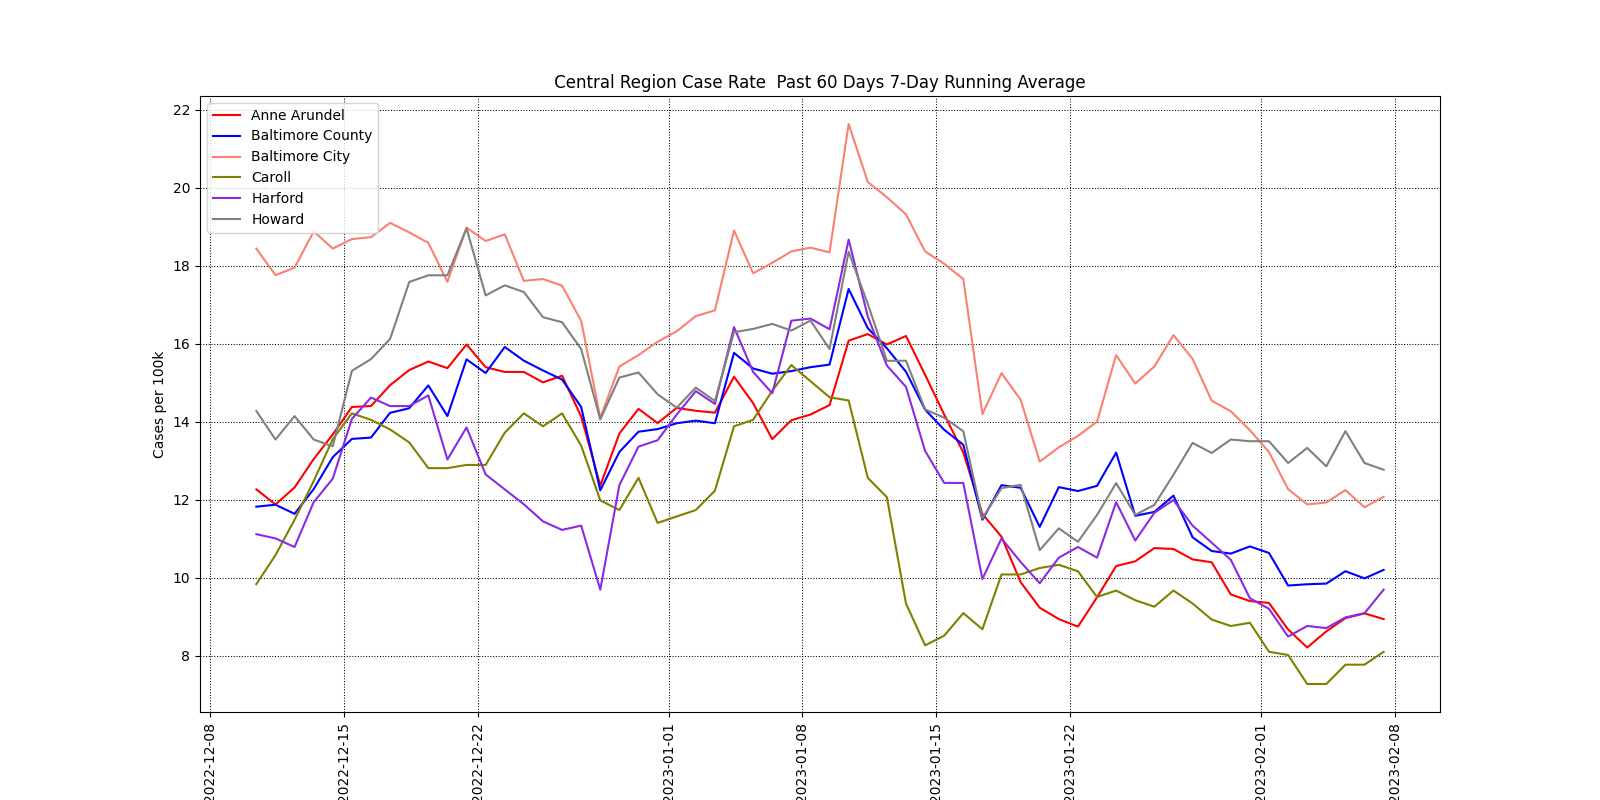 Central Region Case Rate  Past 60 Days 7-Day Running Average
Anne Arundel
Baltimore County
Baltimore City
Caroll
Harford
Howard
Cases per 100k
22
20
18
16
14
12
10
8
2022-12-08
2022-12-15
2022-12-22
2023-01-01
2023-01-08
2023-01-15
2023-01-22
2023-02-01
2023-02-08